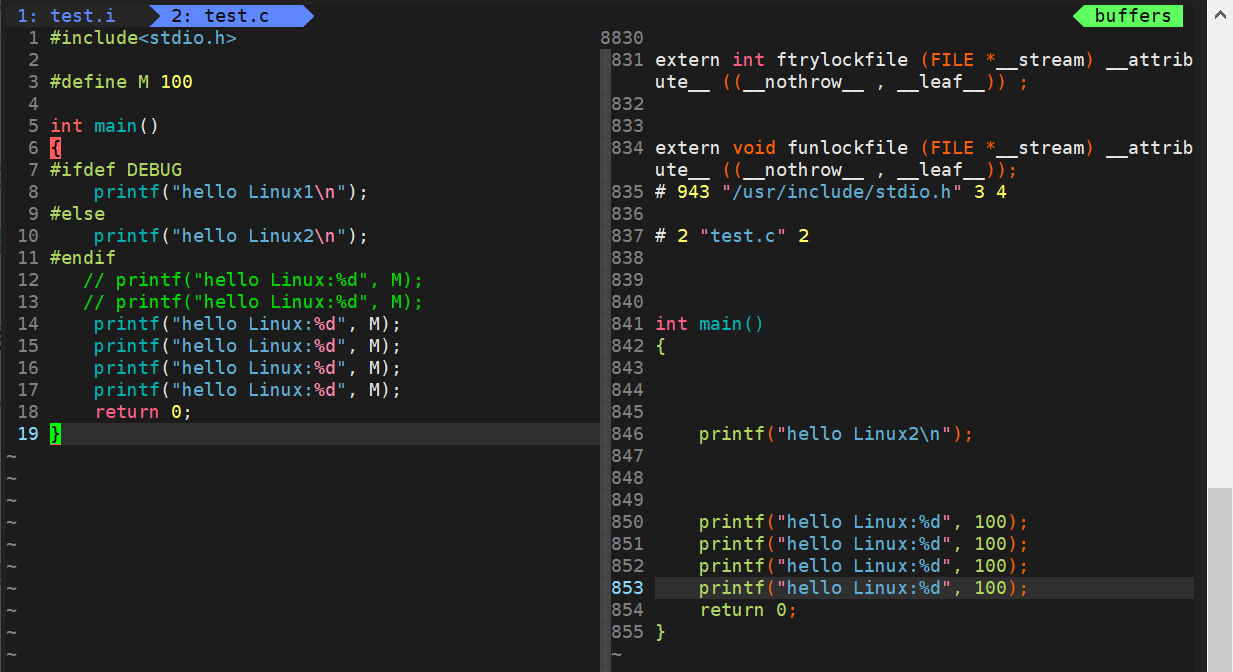 1: test.i 2: test.c buffers
1 #include<stdio.h>
2
3 #define M 100
4
5 int main()
6 {
7 #ifdef DEBUG
8     printf("hello Linux1\n");
9 #else
10     printf("hello Linux2\n");
11 #endif
12    // printf("hello Linux:%d", M);
13    // printf("hello Linux:%d", M);
14     printf("hello Linux:%d", M);
15     printf("hello Linux:%d", M);
16     printf("hello Linux:%d", M);
17     printf("hello Linux:%d", M);
18     return 0;
19 }
~
~
~
~
~
~
~
~
~
~
8830
831 extern int ftrylockfile (FILE *__stream) __attrib
ute__ ((__nothrow__ , __leaf__)) ;
832
833
834 extern void funlockfile (FILE *__stream) __attrib
ute__ ((__nothrow__ , __leaf__));
835 # 943 "/usr/include/stdio.h" 3 4
836
837 # 2 "test.c" 2
838
839
840
841 int main()
842 {
843
844
845
846     printf("hello Linux2\n");
847
848
849
850     printf("hello Linux:%d", 100);
851     printf("hello Linux:%d", 100);
852     printf("hello Linux:%d", 100);
853     printf("hello Linux:%d", 100);
854     return 0;
855 }
~